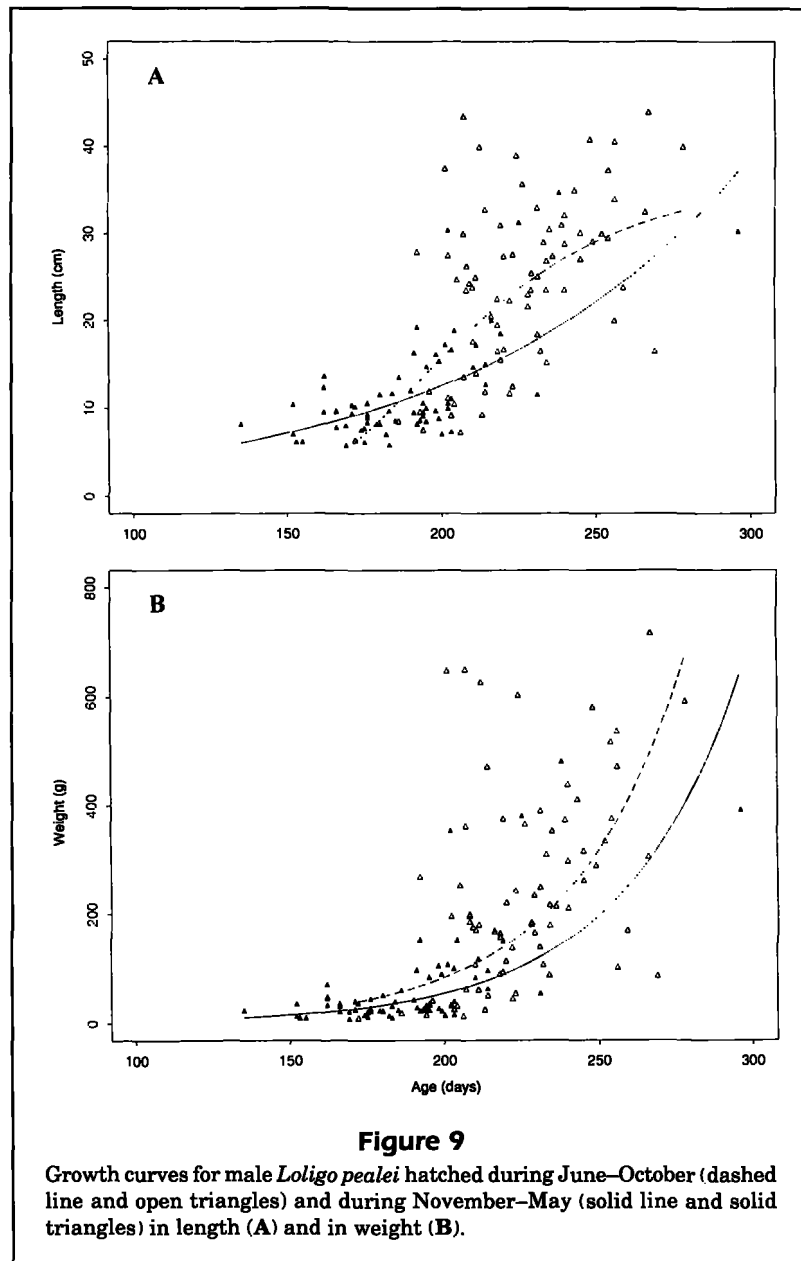 A
50
40
30
20
10
0
Length (cm)
100 150 200 250 300
B
800
600
400
200
0
Weight (g)
100 150 200 250 300
Age (days)
Figure 9
Growth curves for male Loligo pealei hatched during June–October (dashed
line and open triangles) and during November–May (solid line and solid
triangles) in length (A) and in weight (B).